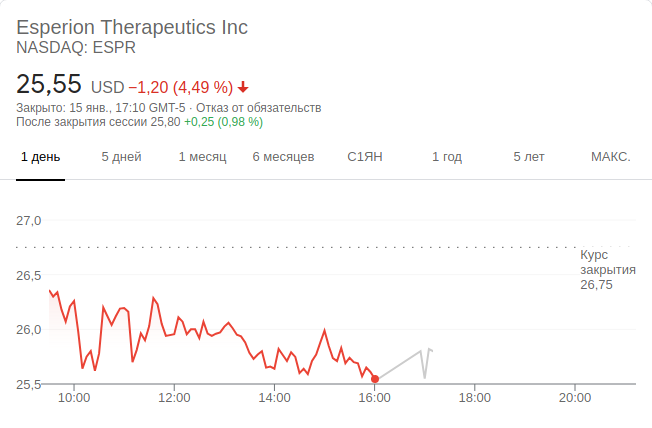 Esperion Therapeutics Inc
NASDAQ: ESPR
25,55 USD −1,20 (4,49 %)
Закрыто: 15 янв., 17:10 GMT-5 · Отказ от обязательств
После закрытия сессии 25,80 +0,25 (0,98 %)
1 день 5 дней 1 месяц 6 месяцев С1ЯН 1 год 5 лет МАКС.
27,0
Курс
закрытия
26,75
26,5
26,0
25,5
10:00 12:00 14:00 16:00 18:00 20:00